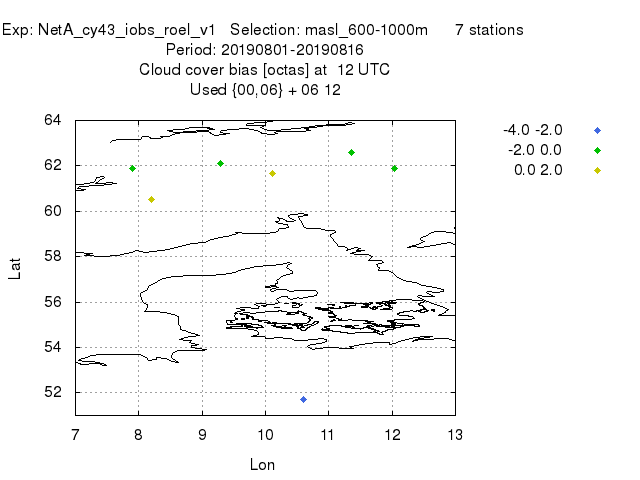 Exp: NetA_cy43_iobs_roel_v1   Selection: masl_600-1000m      7 stations
Period: 20190801-20190816
Cloud cover bias [octas] at  12 UTC
Used {00,06} + 06 12
64
62
60
58
56
54
52
Lat
7 8 9 10 11 12 13
Lon
-4.0 -2.0
-2.0 0.0
0.0 2.0